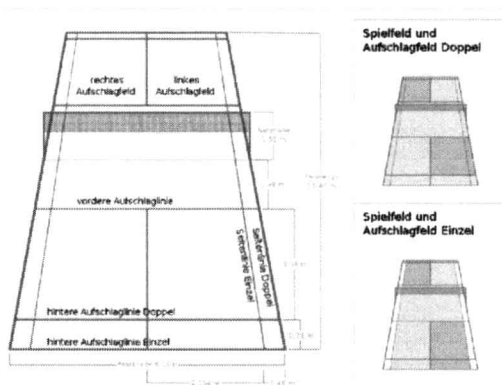 rechtes
Aufschlagfeld
linkes
Aufschlagfeld
vordere Aufschlaglinie
Seitenlinie Doppel
Seitenlinie Einzel
hintere Aufschlaglinie Doppel
hintere Aufschlaglinie Einzel
Spielfeld und
Aufschlagfeld Doppel
Spielfeld und
Aufschlagfeld Einzel